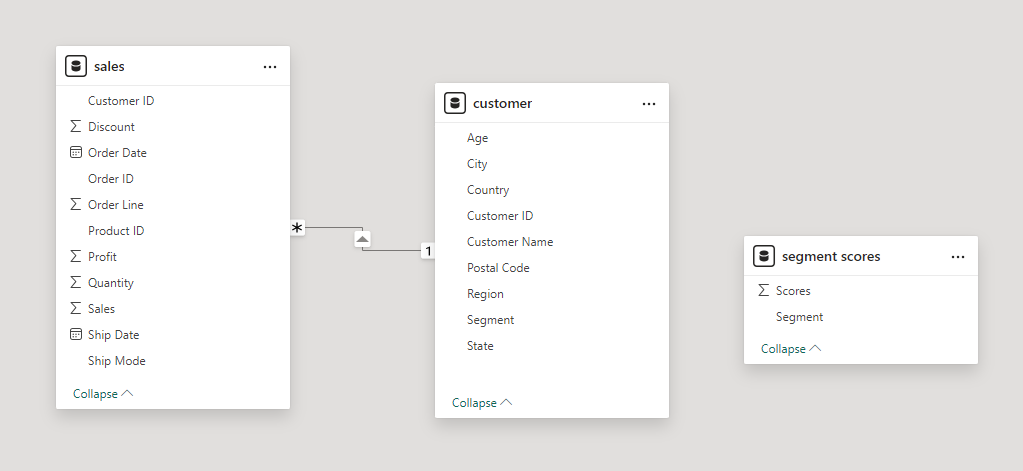 sales
Customer ID
Discount
Order Date
Order ID
Order Line
Product ID
Profit
Quantity
Sales
Ship Date
Ship Mode
Collapse
*
1
customer
Age
City
Country
Customer ID
Customer Name
Postal Code
Region
Segment
State
Collapse
segment scores
Scores
Segment
Collapse